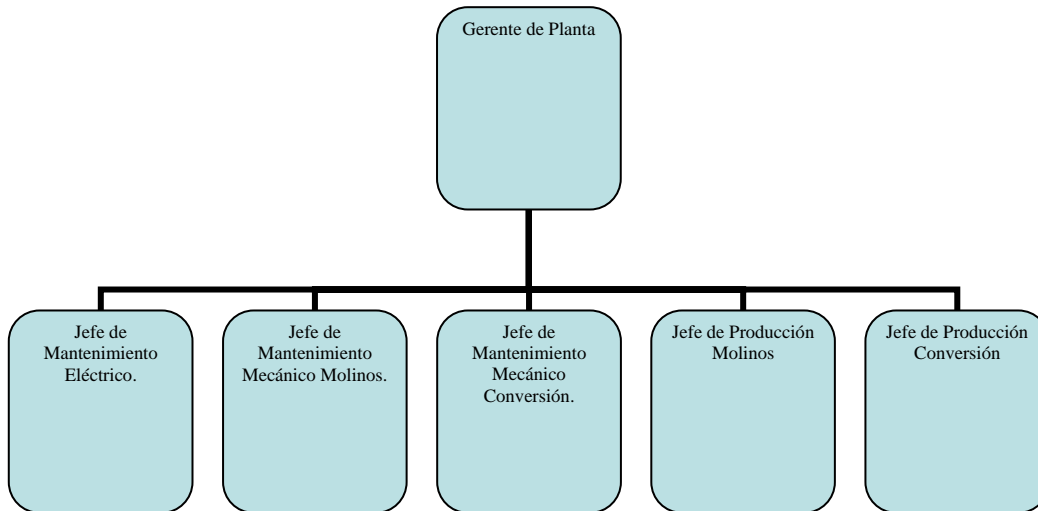 Gerente de Planta
Jefe de
Mantenimiento
Eléctrico.
Jefe de
Mantenimiento
Mecánico Molinos.
Jefe de
Mantenimiento
Mecánico
Conversión.
Jefe de Producción
Molinos
Jefe de Producción
Conversión